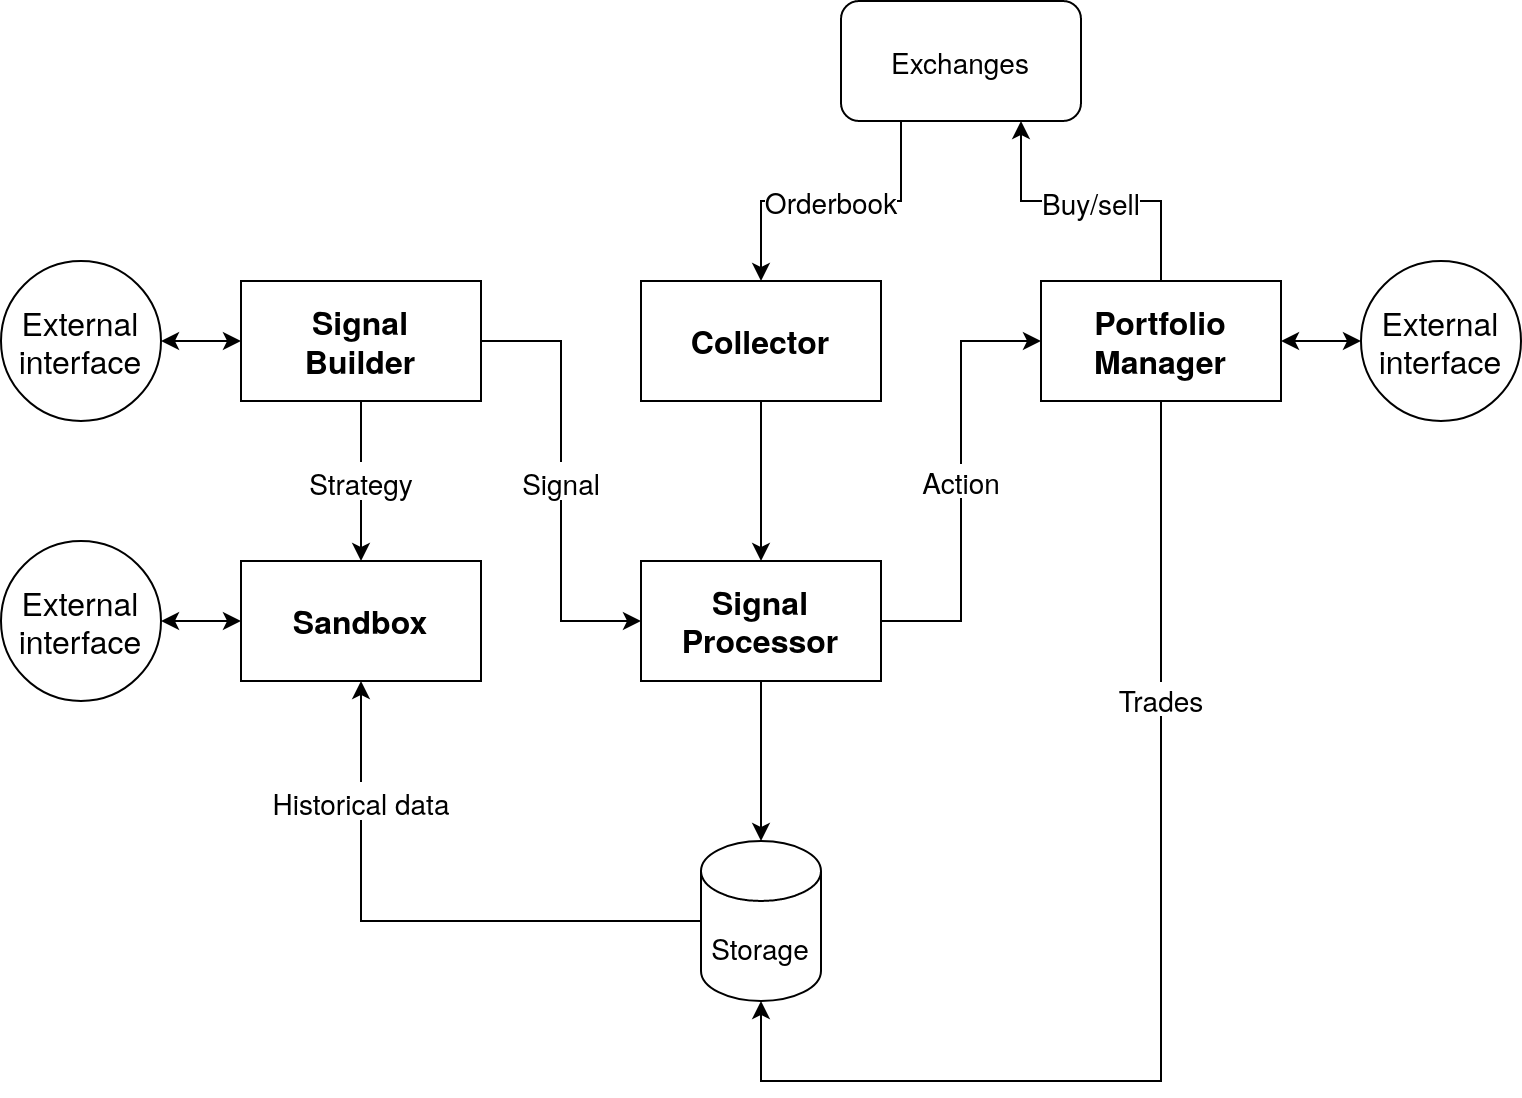 Exchanges
Orderbook
Buy/sell
External
interface
Signal
Builder
Collector
Portfolio
Manager
External
interface
Strategy
Signal
Action
External
interface
Sandbox
Signal
Processor
Trades
Historical data
Storage